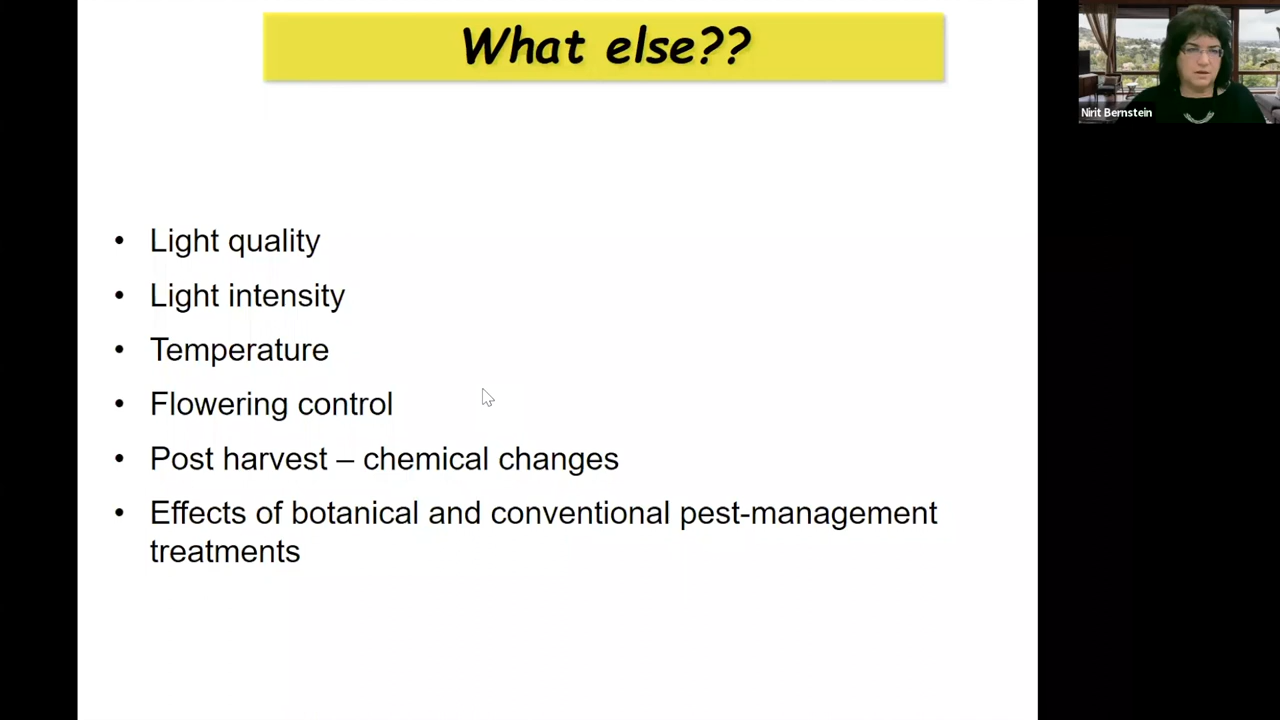 What else??
Nirit Bernstein
• Light quality
• Light intensity
• Temperature
• Flowering control
• Post harvest – chemical changes
• Effects of botanical and conventional pest-management
treatments